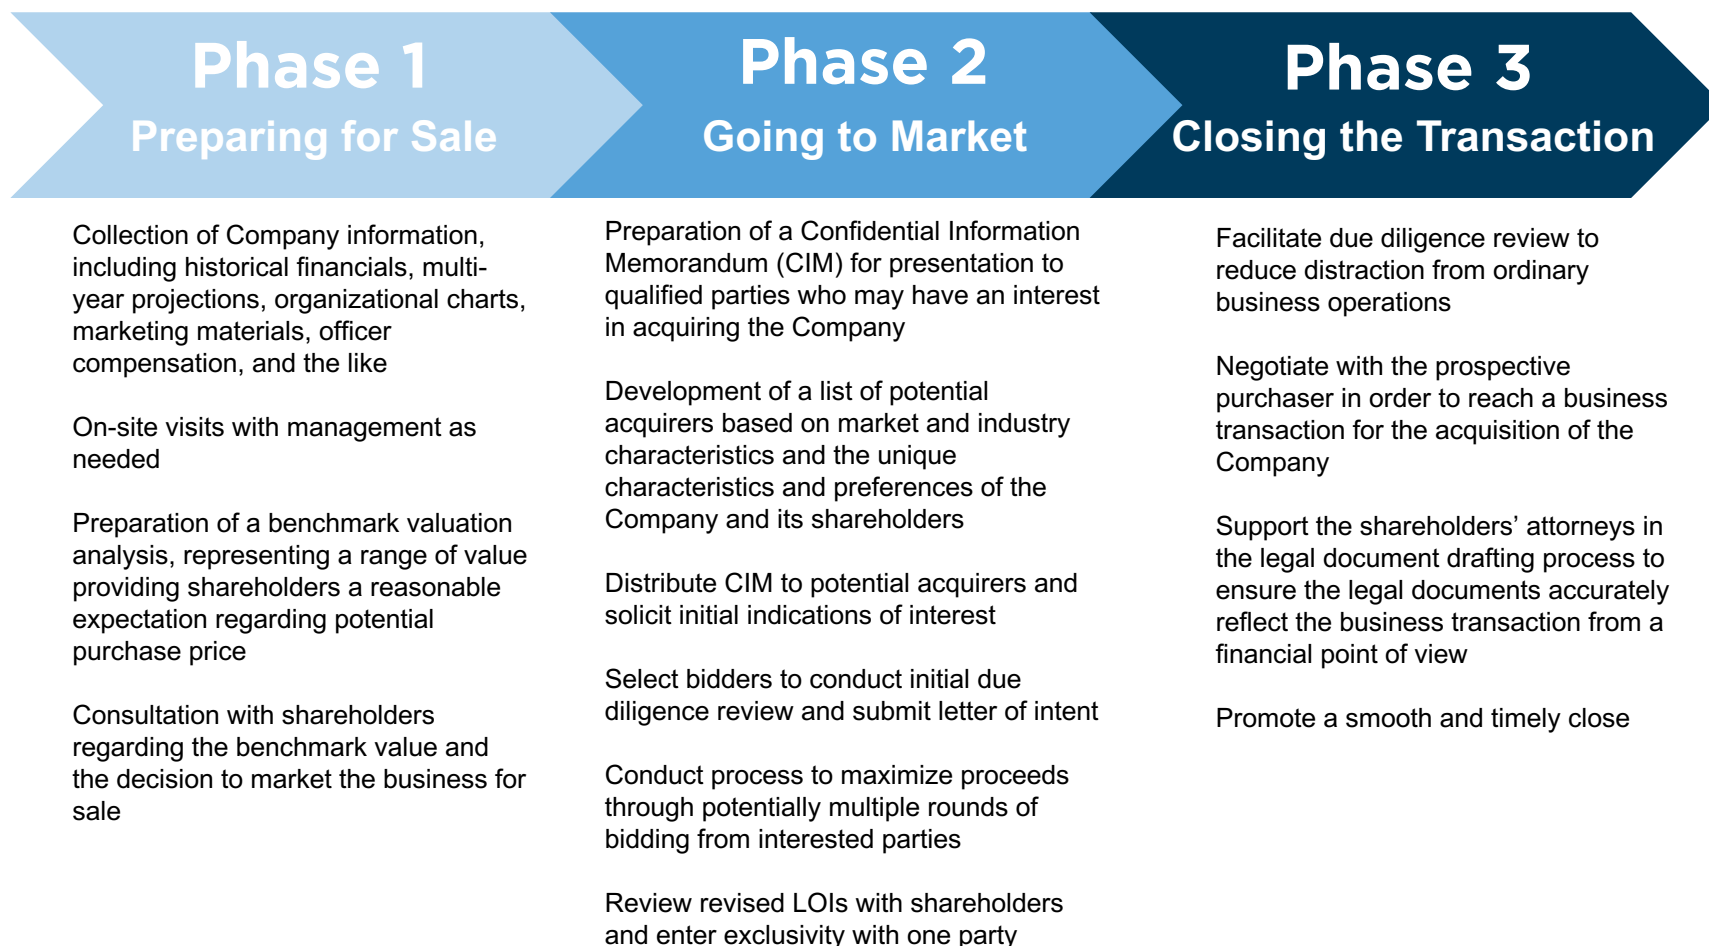 Phase 1
Preparing for Sale
Collection of Company information,
including historical financials, multi-
year projections, organizational charts,
marketing materials, officer
compensation, and the like
On-site visits with management as
needed
Preparation of a benchmark valuation
analysis, representing a range of value
providing shareholders a reasonable
expectation regarding potential
purchase price
Consultation with shareholders
regarding the benchmark value and
the decision to market the business for
sale
Phase 2
Going to Market
Preparation of a Confidential Information
Memorandum (CIM) for presentation to
qualified parties who may have an interest
in acquiring the Company
Development of a list of potential
acquirers based on market and industry
characteristics and the unique
characteristics and preferences of the
Company and its shareholders
Distribute CIM to potential acquirers and
solicit initial indications of interest
Select bidders to conduct initial due
diligence review and submit letter of intent
Conduct process to maximize proceeds
through potentially multiple rounds of
bidding from interested parties
Review revised LOIs with shareholders
and enter exclusivity with one party
Phase 3
Closing the Transaction
Facilitate due diligence review to
reduce distraction from ordinary
business operations
Negotiate with the prospective
purchaser in order to reach a business
transaction for the acquisition of the
Company
Support the shareholders’ attorneys in
the legal document drafting process to
ensure the legal documents accurately
reflect the business transaction from a
financial point of view
Promote a smooth and timely close